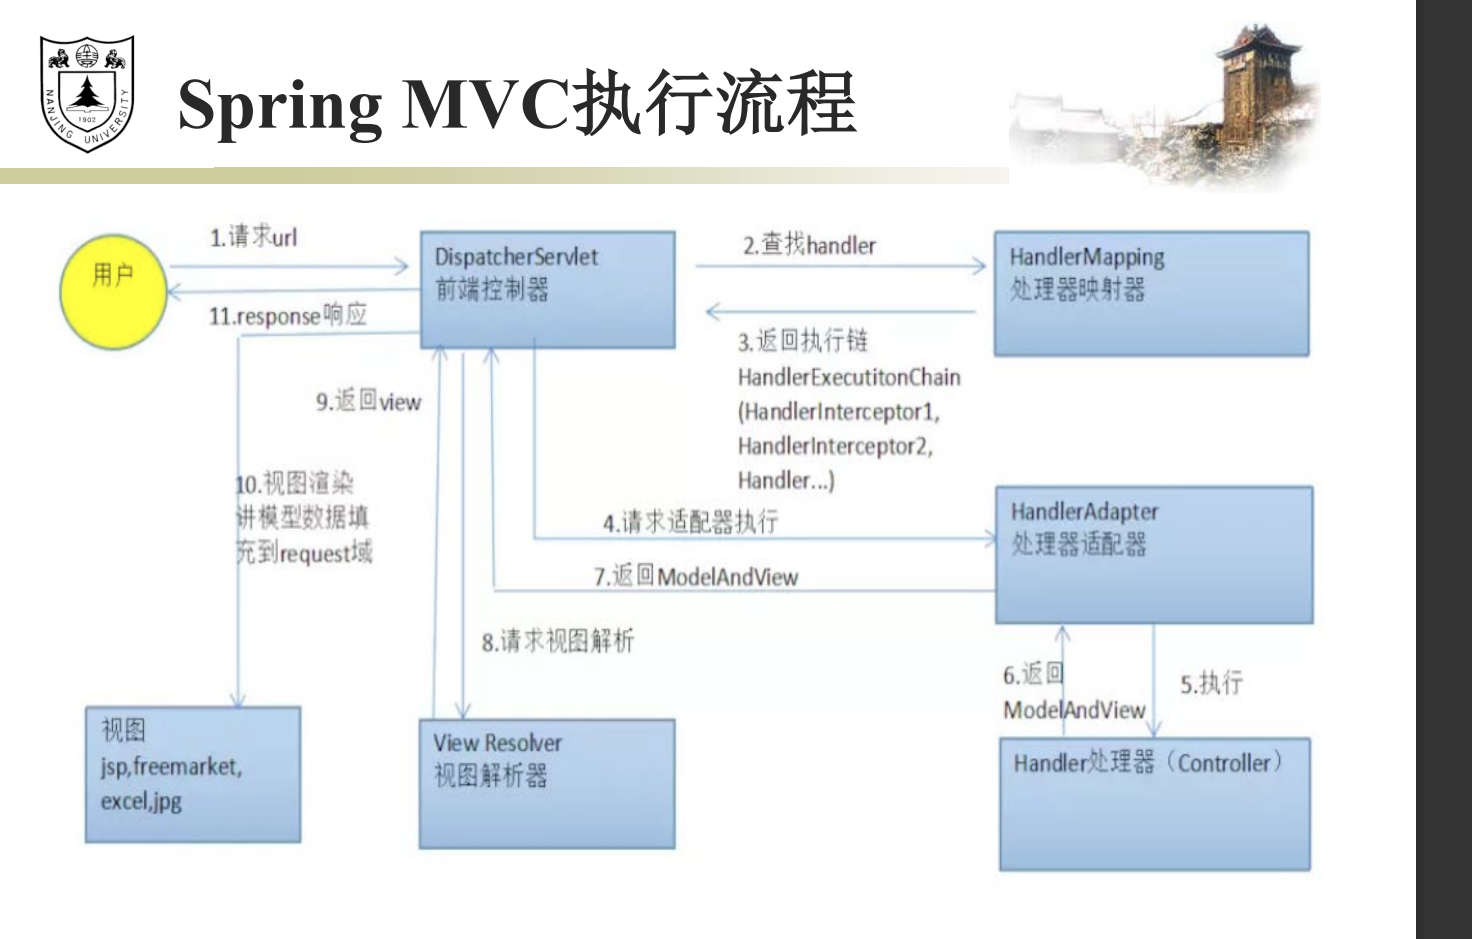 NANJING UNIVERSITY
1902
Spring MVC执行流程
用户
1.请求url
11.response响应
DispatcherServlet
前端控制器
2.查找handler
HandlerMapping
处理器映射器
3.返回执行链
HandlerExecutitonChain
(HandlerInterceptor1,
HandlerInterceptor2,
Handler...)
9.返回view
10.视图渲染
讲模型数据填
充到request域
4.请求适配器执行
HandlerAdapter
处理器适配器
7.返回ModelAndView
8.请求视图解析
6.返回
ModelAndView
5.执行
视图
jsp,freemarket,
excel,jpg
View Resolver
视图解析器
Handler处理器（Controller）